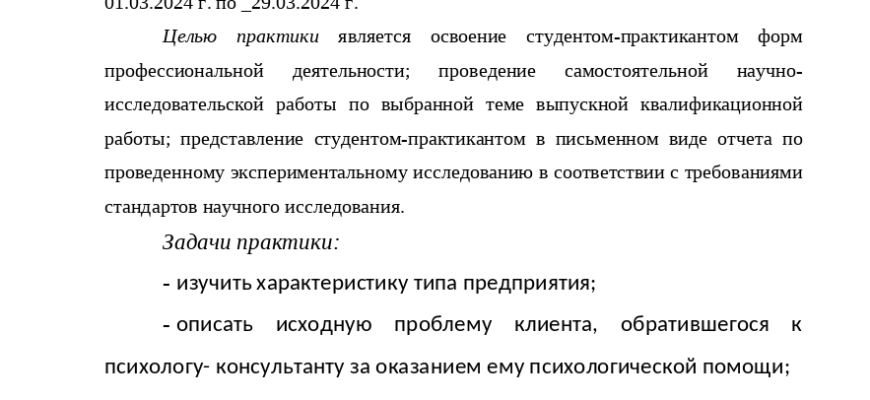 01.03.2024 г. по _29.03.2024 г.
Целью практики является освоение студентом-практикантом форм
профессиональной деятельности; проведение самостоятельной научно-
исследовательской работы по выбранной теме выпускной квалификационной
работы; представление студентом-практикантом в письменном виде отчета по
проведенному экспериментальному исследованию в соответствии с требованиями
стандартов научного исследования.
Задачи практики:
- изучить характеристику типа предприятия;
- описать исходную проблему клиента, обратившегося к
психологу- консультанту за оказанием ему психологической помощи;